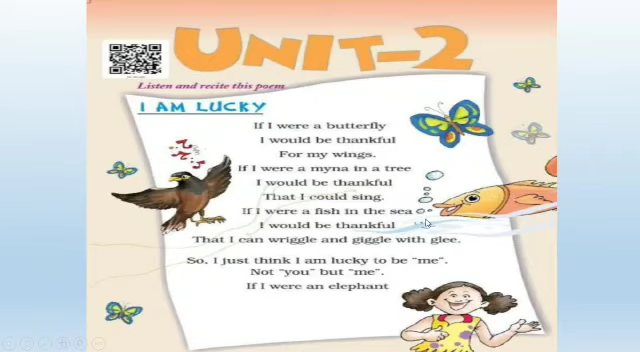 UNIT-2
Listen and recite this poem
I AM LUCKY
If I were a butterfly
I would be thankful
For my wings.
If I were a myna in a tree
I would be thankful
That I could sing.
If I were a fish in the sea
I would be thankful
That I can wriggle and giggle with glee.
So, I just think I am lucky to be "me".
Not "you" but "me".
If I were an elephant